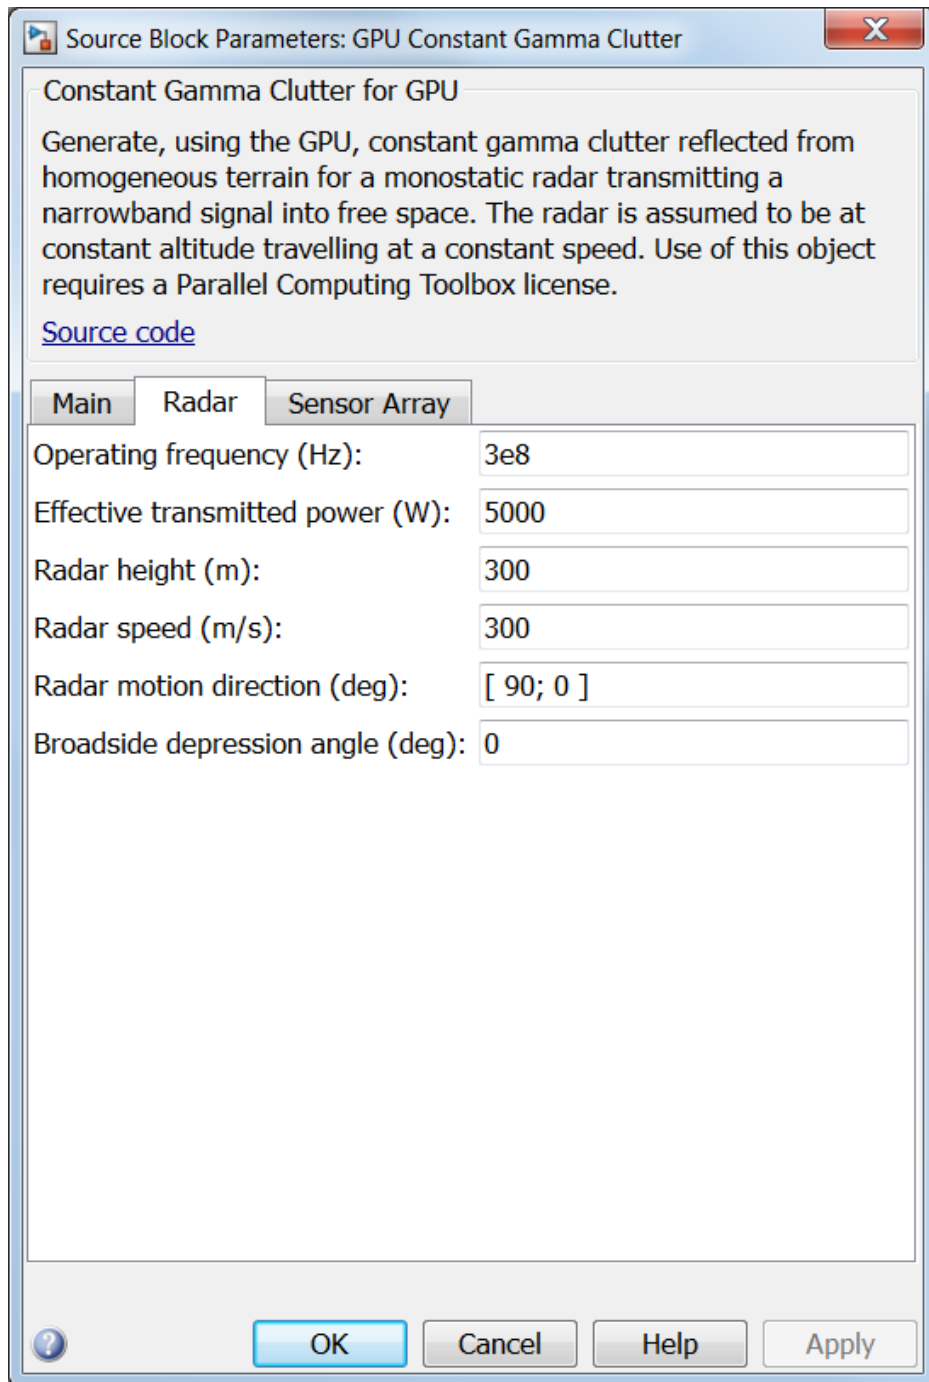 Source Block Parameters: GPU Constant Gamma Clutter
X
Constant Gamma Clutter for GPU
Generate, using the GPU, constant gamma clutter reflected from
homogeneous terrain for a monostatic radar transmitting a
narrowband signal into free space. The radar is assumed to be at
constant altitude travelling at a constant speed. Use of this object
requires a Parallel Computing Toolbox license.
Source code
Main Radar Sensor Array
Operating frequency (Hz): 3e8
Effective transmitted power (W): 5000
Radar height (m): 300
Radar speed (m/s): 300
Radar motion direction (deg): [ 90; 0 ]
Broadside depression angle (deg): 0
? OK Cancel Help Apply